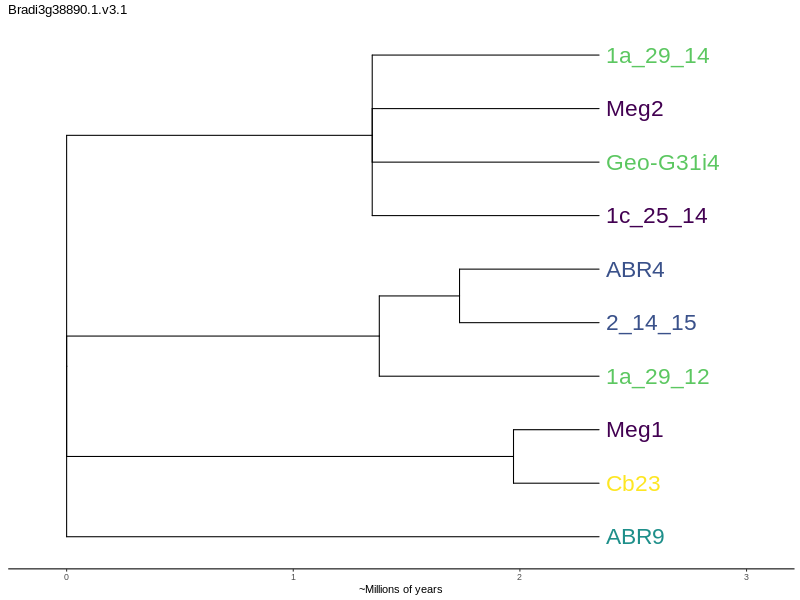 Bradi3g38890.1.v3.1
1a_29_14
Meg2
Geo-G31i4
1c_25_14
ABR4
2_14_15
1a_29_12
Meg1
Cb23
ABR9
0 1 2 3
~Millions of years